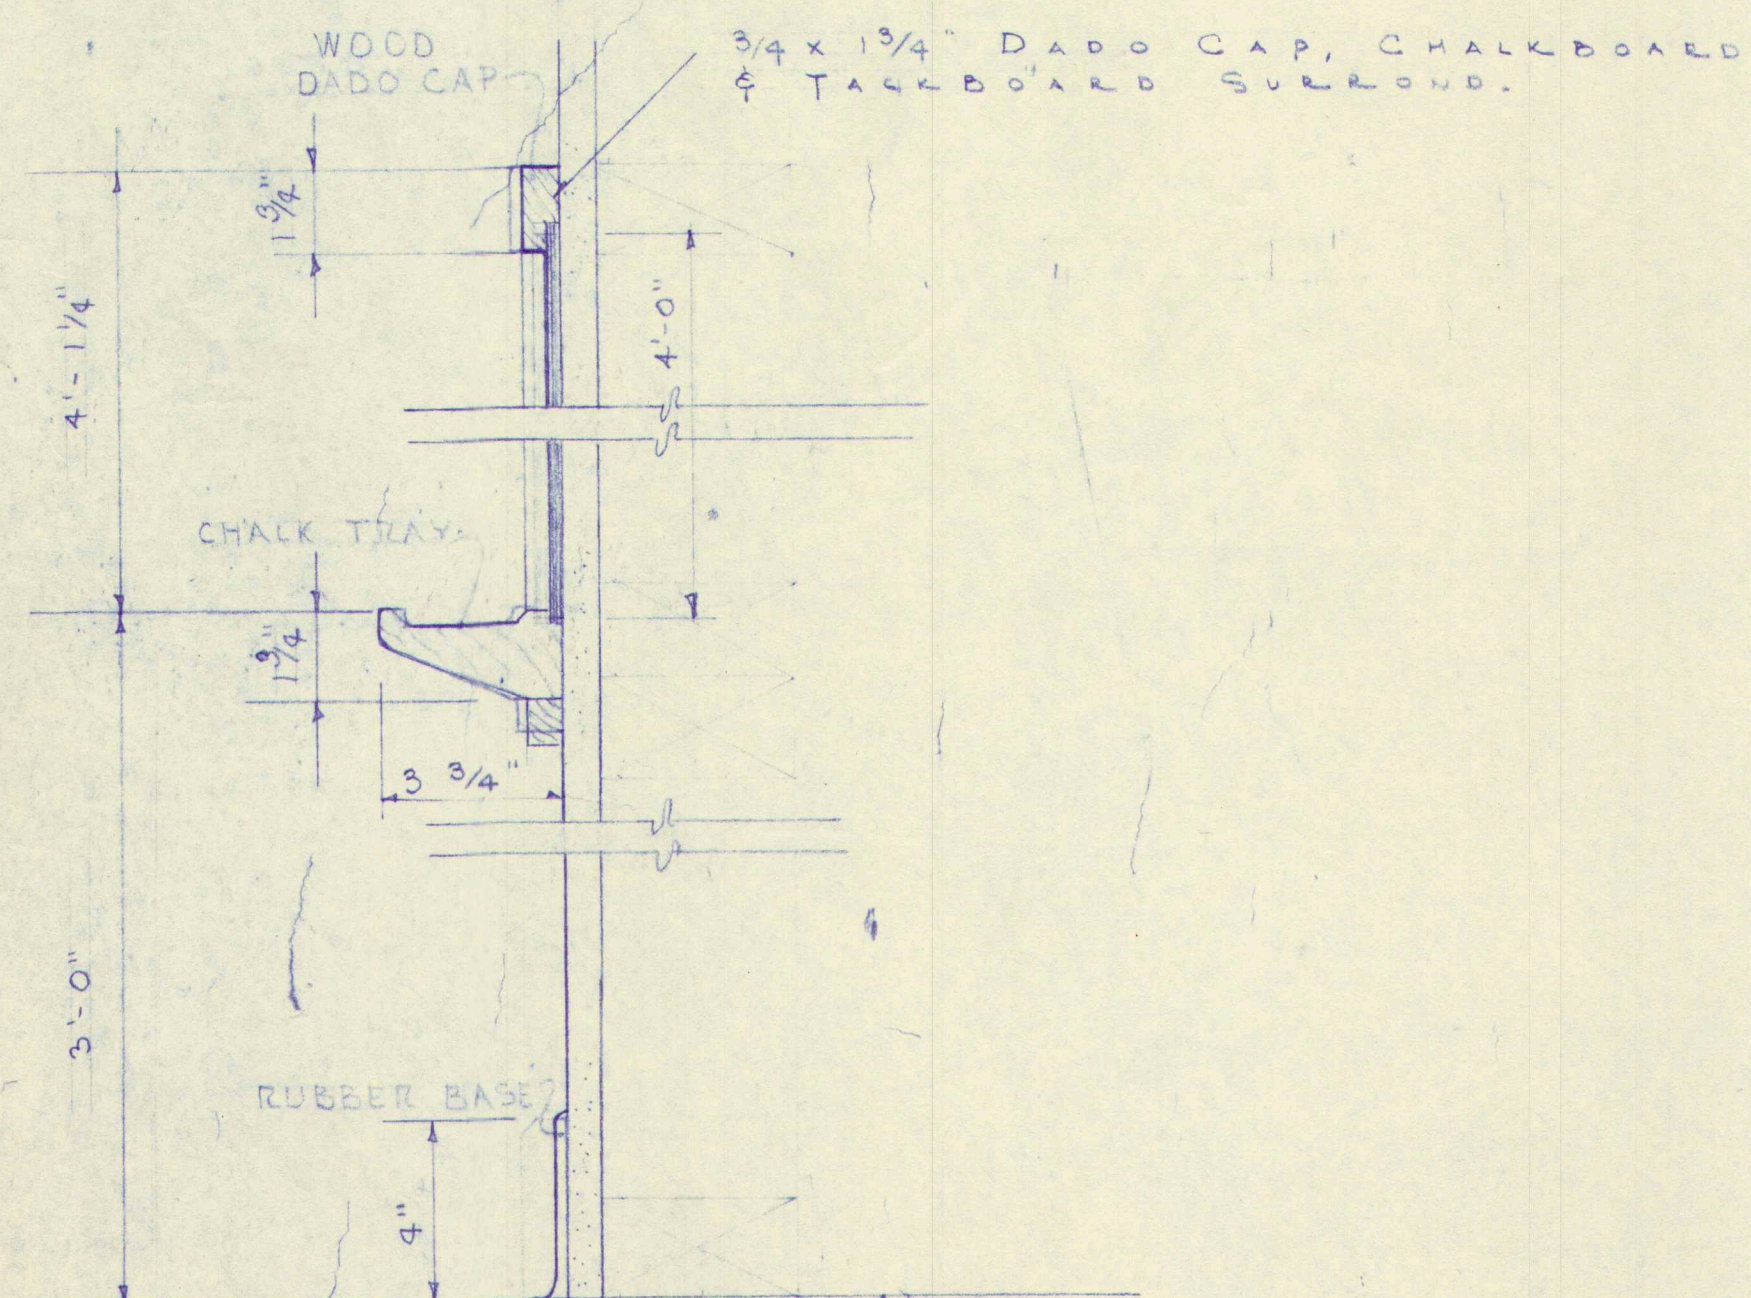 WOOD
DADO CAP
3/4 x 1 3/4" DADO CAP, CHALKBOARD
& TACKBOARD SURROND.
1 3/4"
4'-1 1/4"
4'-0"
CHALK TRAY
1 3/4"
3 3/4"
3'-0"
RUBBER BASE
4"